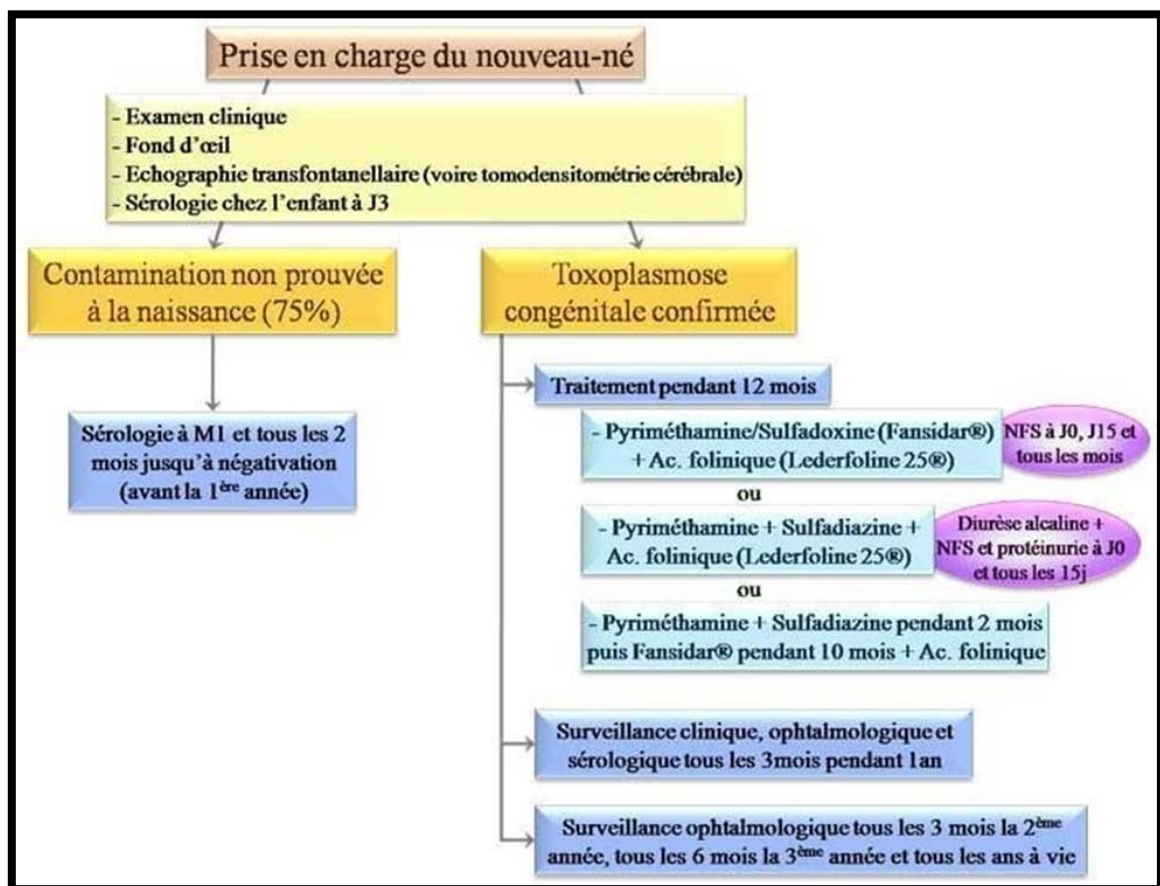 Prise en charge du nouveau-né
- Examen clinique
- Fond d’œil
- Echographie transfontanellaire (voire tomodensitométrie cérébrale)
- Sérologie chez l’enfant à J3
Contamination non prouvée
à la naissance (75%)
Sérologie à M1 et tous les 2
mois jusqu’à négativation
(avant la 1ère année)
Toxoplasmose
congénitale confirmée
Traitement pendant 12 mois
- Pyriméthamine/Sulfadoxine (Fansidar®)
+ Ac. folinique (Lederfoline 25®)
NFS à J0, J15 et
tous les mois
ou
- Pyriméthamine + Sulfadiazine +
Ac. folinique (Lederfoline 25®)
Diurèse alcaline +
NFS et protéinurie à J0
et tous les 15j
ou
- Pyriméthamine + Sulfadiazine pendant 2 mois
puis Fansidar® pendant 10 mois + Ac. folinique
Surveillance clinique, ophtalmologique et
sérologique tous les 3mois pendant 1an
Surveillance ophtalmologique tous les 3 mois la 2ème
année, tous les 6 mois la 3ème année et tous les ans à vie